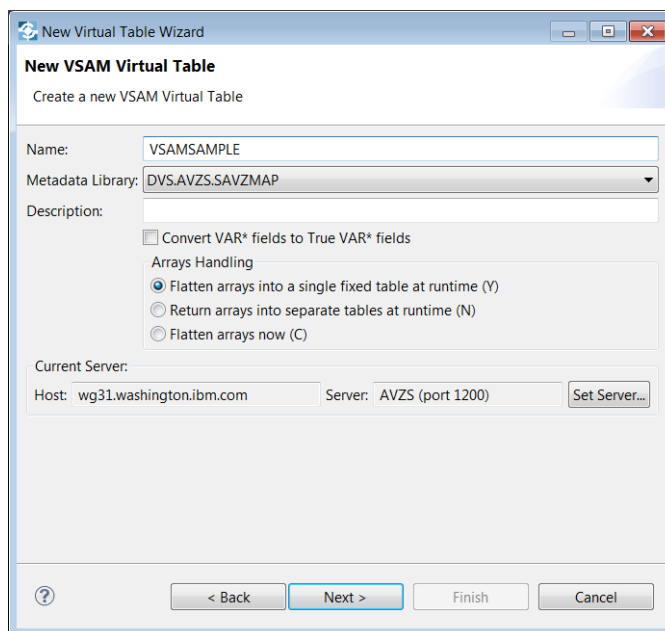 New Virtual Table Wizard
New VSAM Virtual Table
Create a new VSAM Virtual Table
Name: VSAMSAMPLE
Metadata Library: DVS.AVZS.SAVZMAP
Description:
Convert VAR* fields to True VAR* fields
Arrays Handling
Flatten arrays into a single fixed table at runtime (Y)
Return arrays into separate tables at runtime (N)
Flatten arrays now (C)
Current Server:
Host: wg31.washington.ibm.com Server: AVZS (port 1200) Set Server...
? < Back Next > Finish Cancel